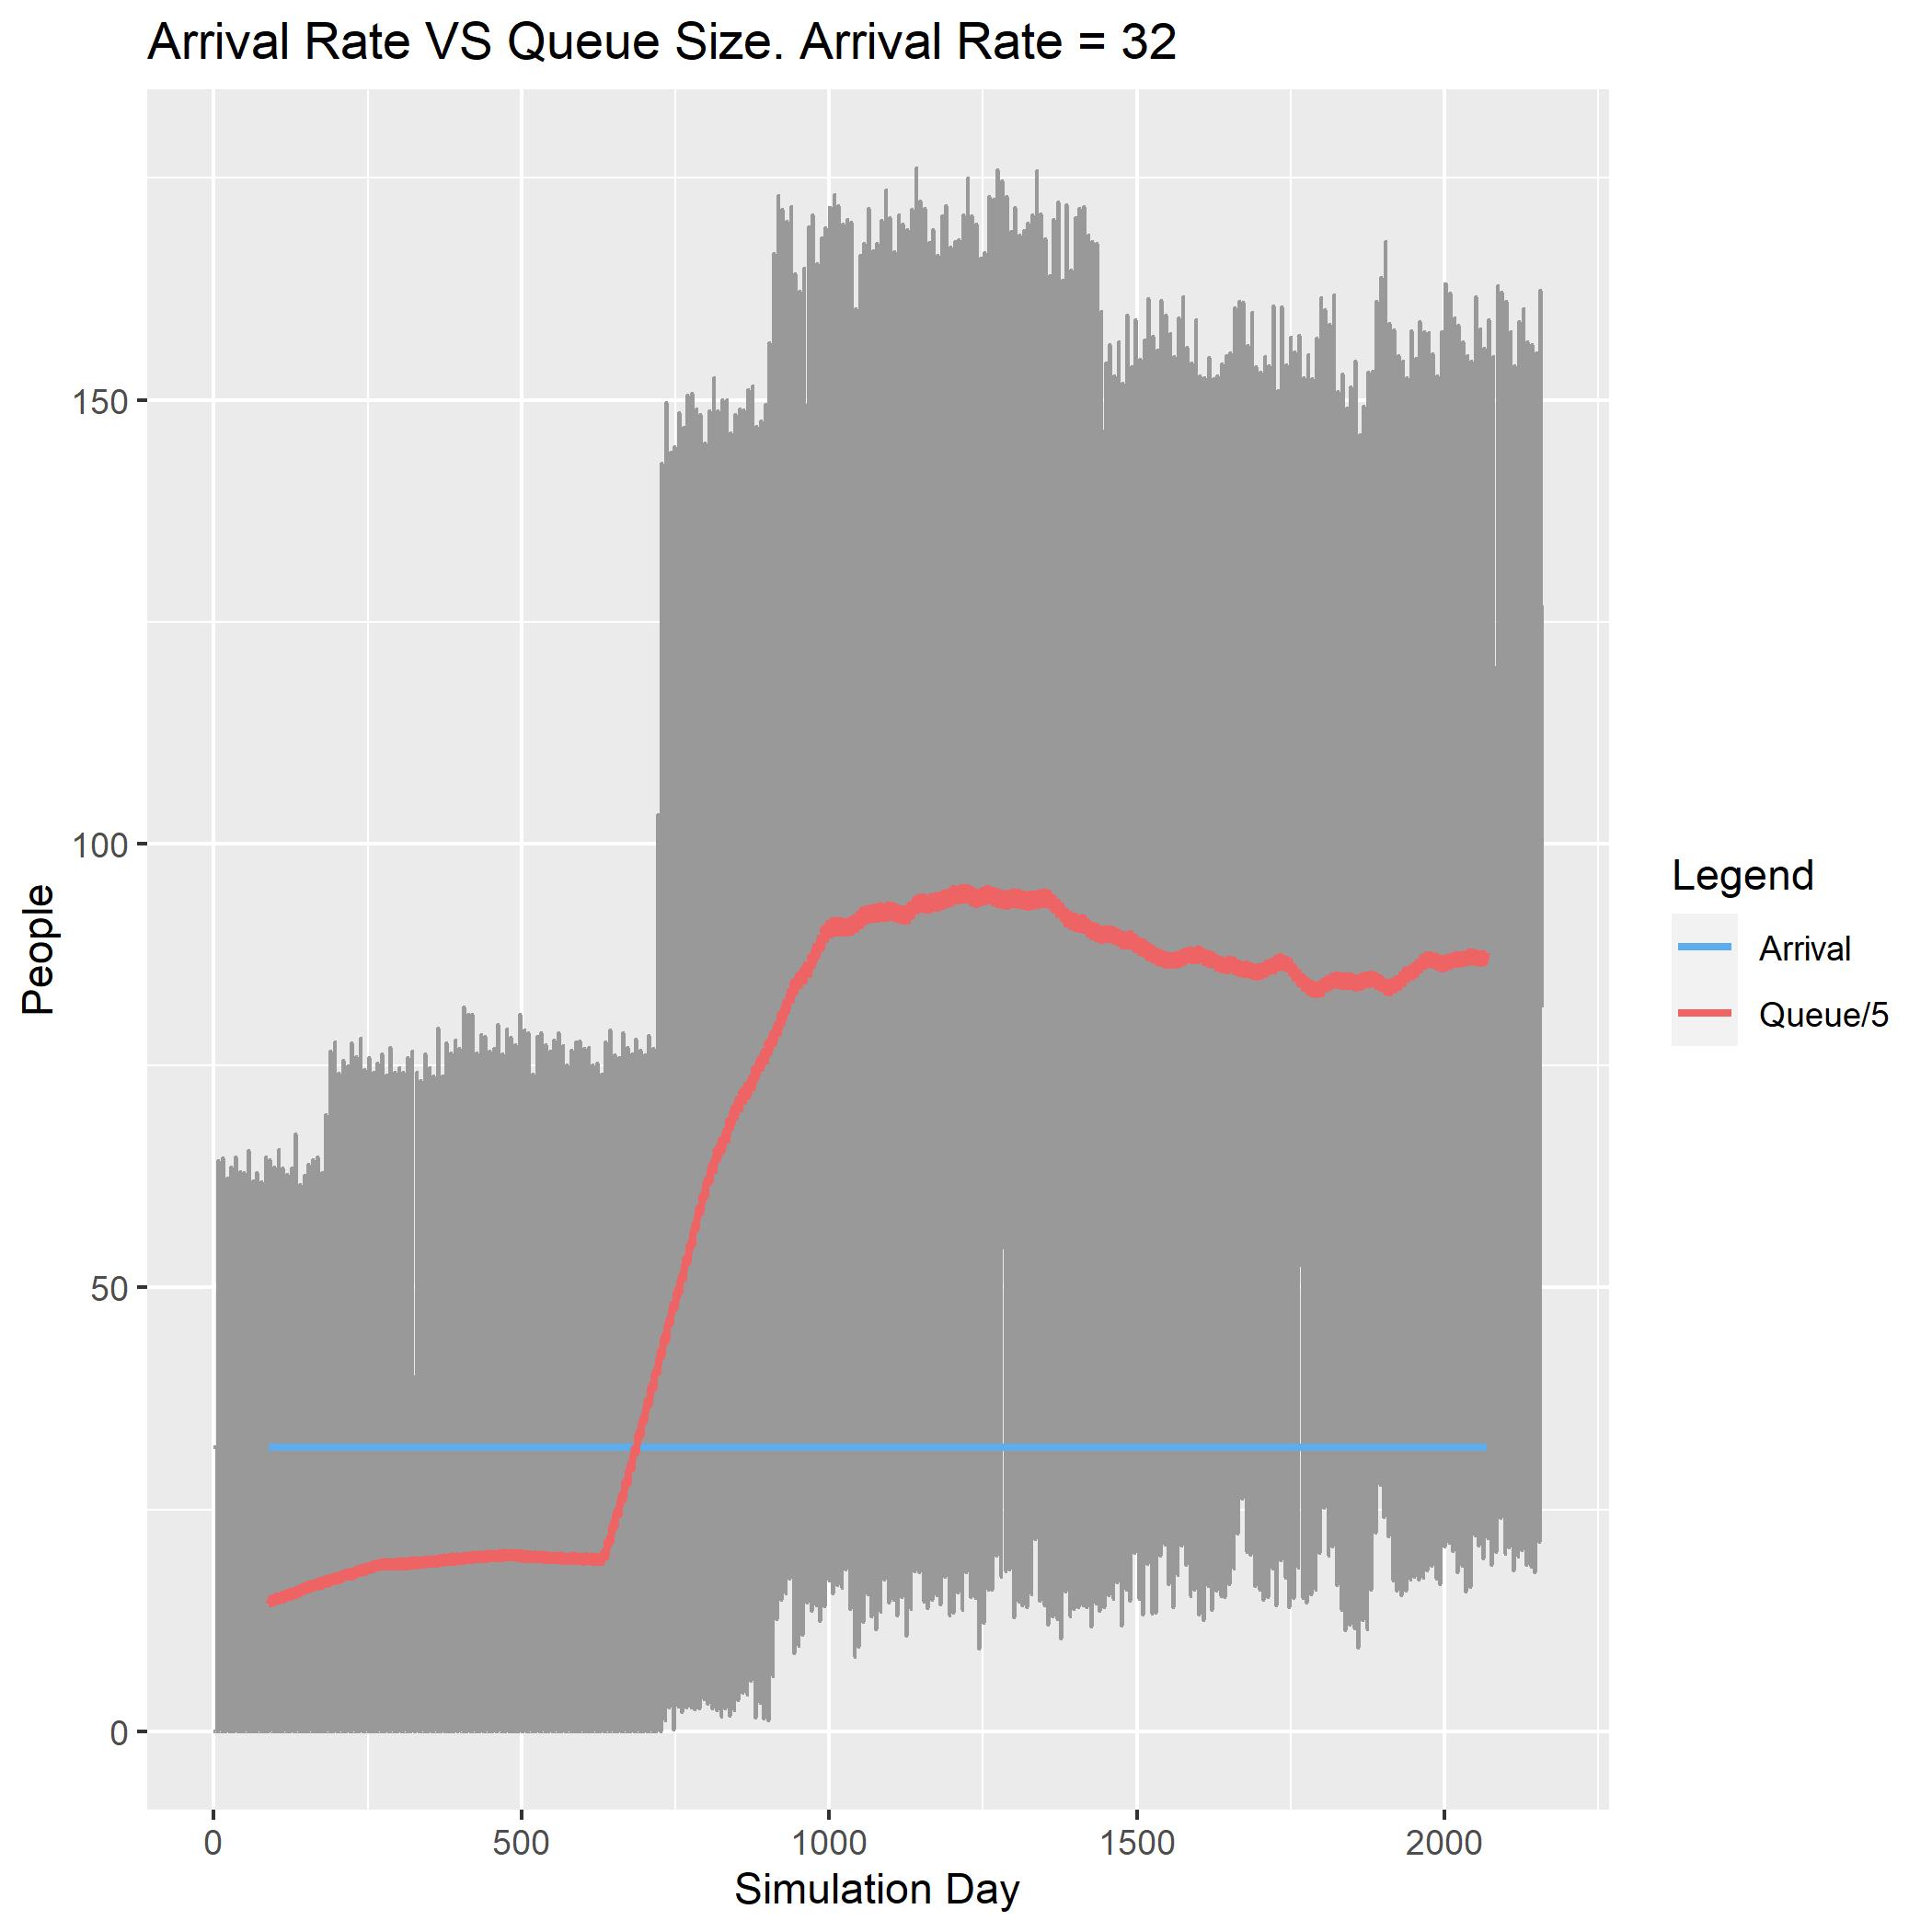 Arrival Rate VS Queue Size. Arrival Rate = 32
People
150
100
50
0
0 500 1000 1500 2000
Simulation Day
Legend
Arrival
Queue/5